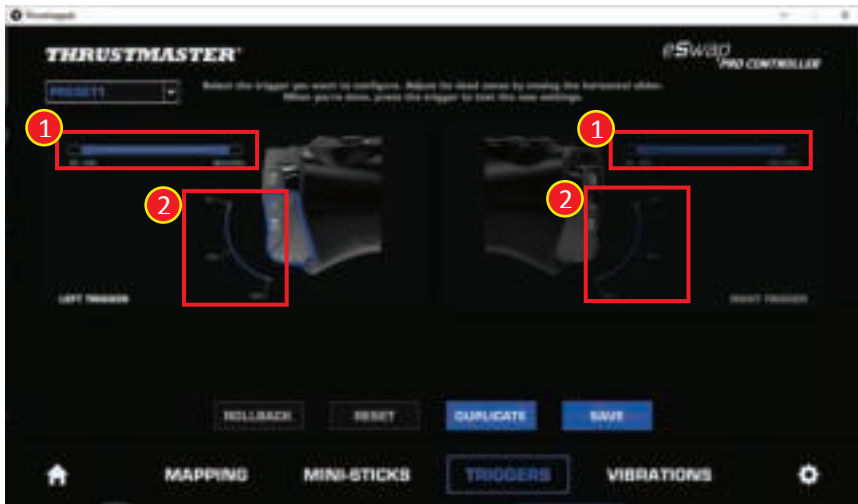 Thrustmapper
THRUSTMASTER
eSwap
PRO CONTROLLER
PRESET1
Select the trigger you want to configure. Adjust its dead zones by moving the horizontal slider.
When you're done, press the trigger to test the new settings.
1
1
2
2
LEFT TRIGGER
RIGHT TRIGGER
ROLLBACK
RESET
DUPLICATE
SAVE
MAPPING
MINI-STICKS
TRIGGERS
VIBRATIONS